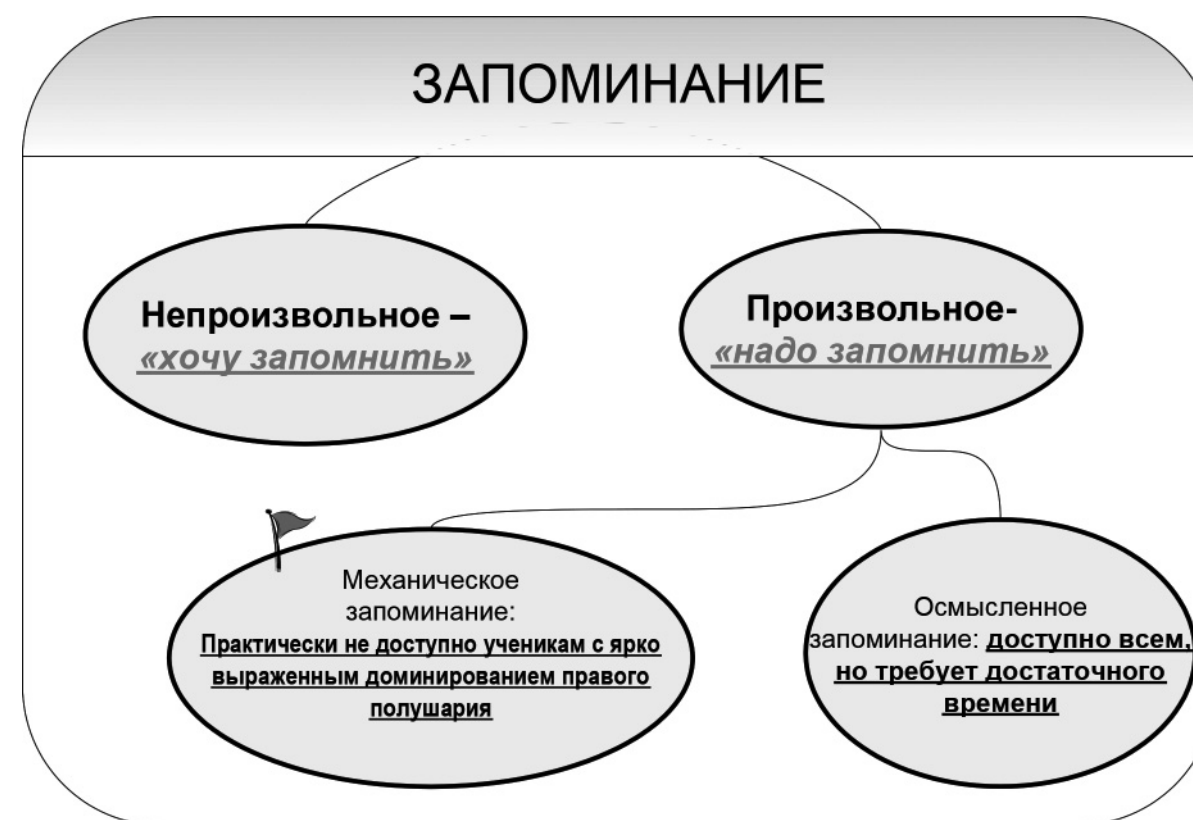 ЗАПОМИНАНИЕ
Непроизвольное –
«хочу запомнить»
Произвольное-
«надо запомнить»
Механическое
запоминание:
Практически не доступно ученикам с ярко
выраженным доминированием правого
полушария
Осмысленное
запоминание: доступно всем,
но требует достаточного
времени